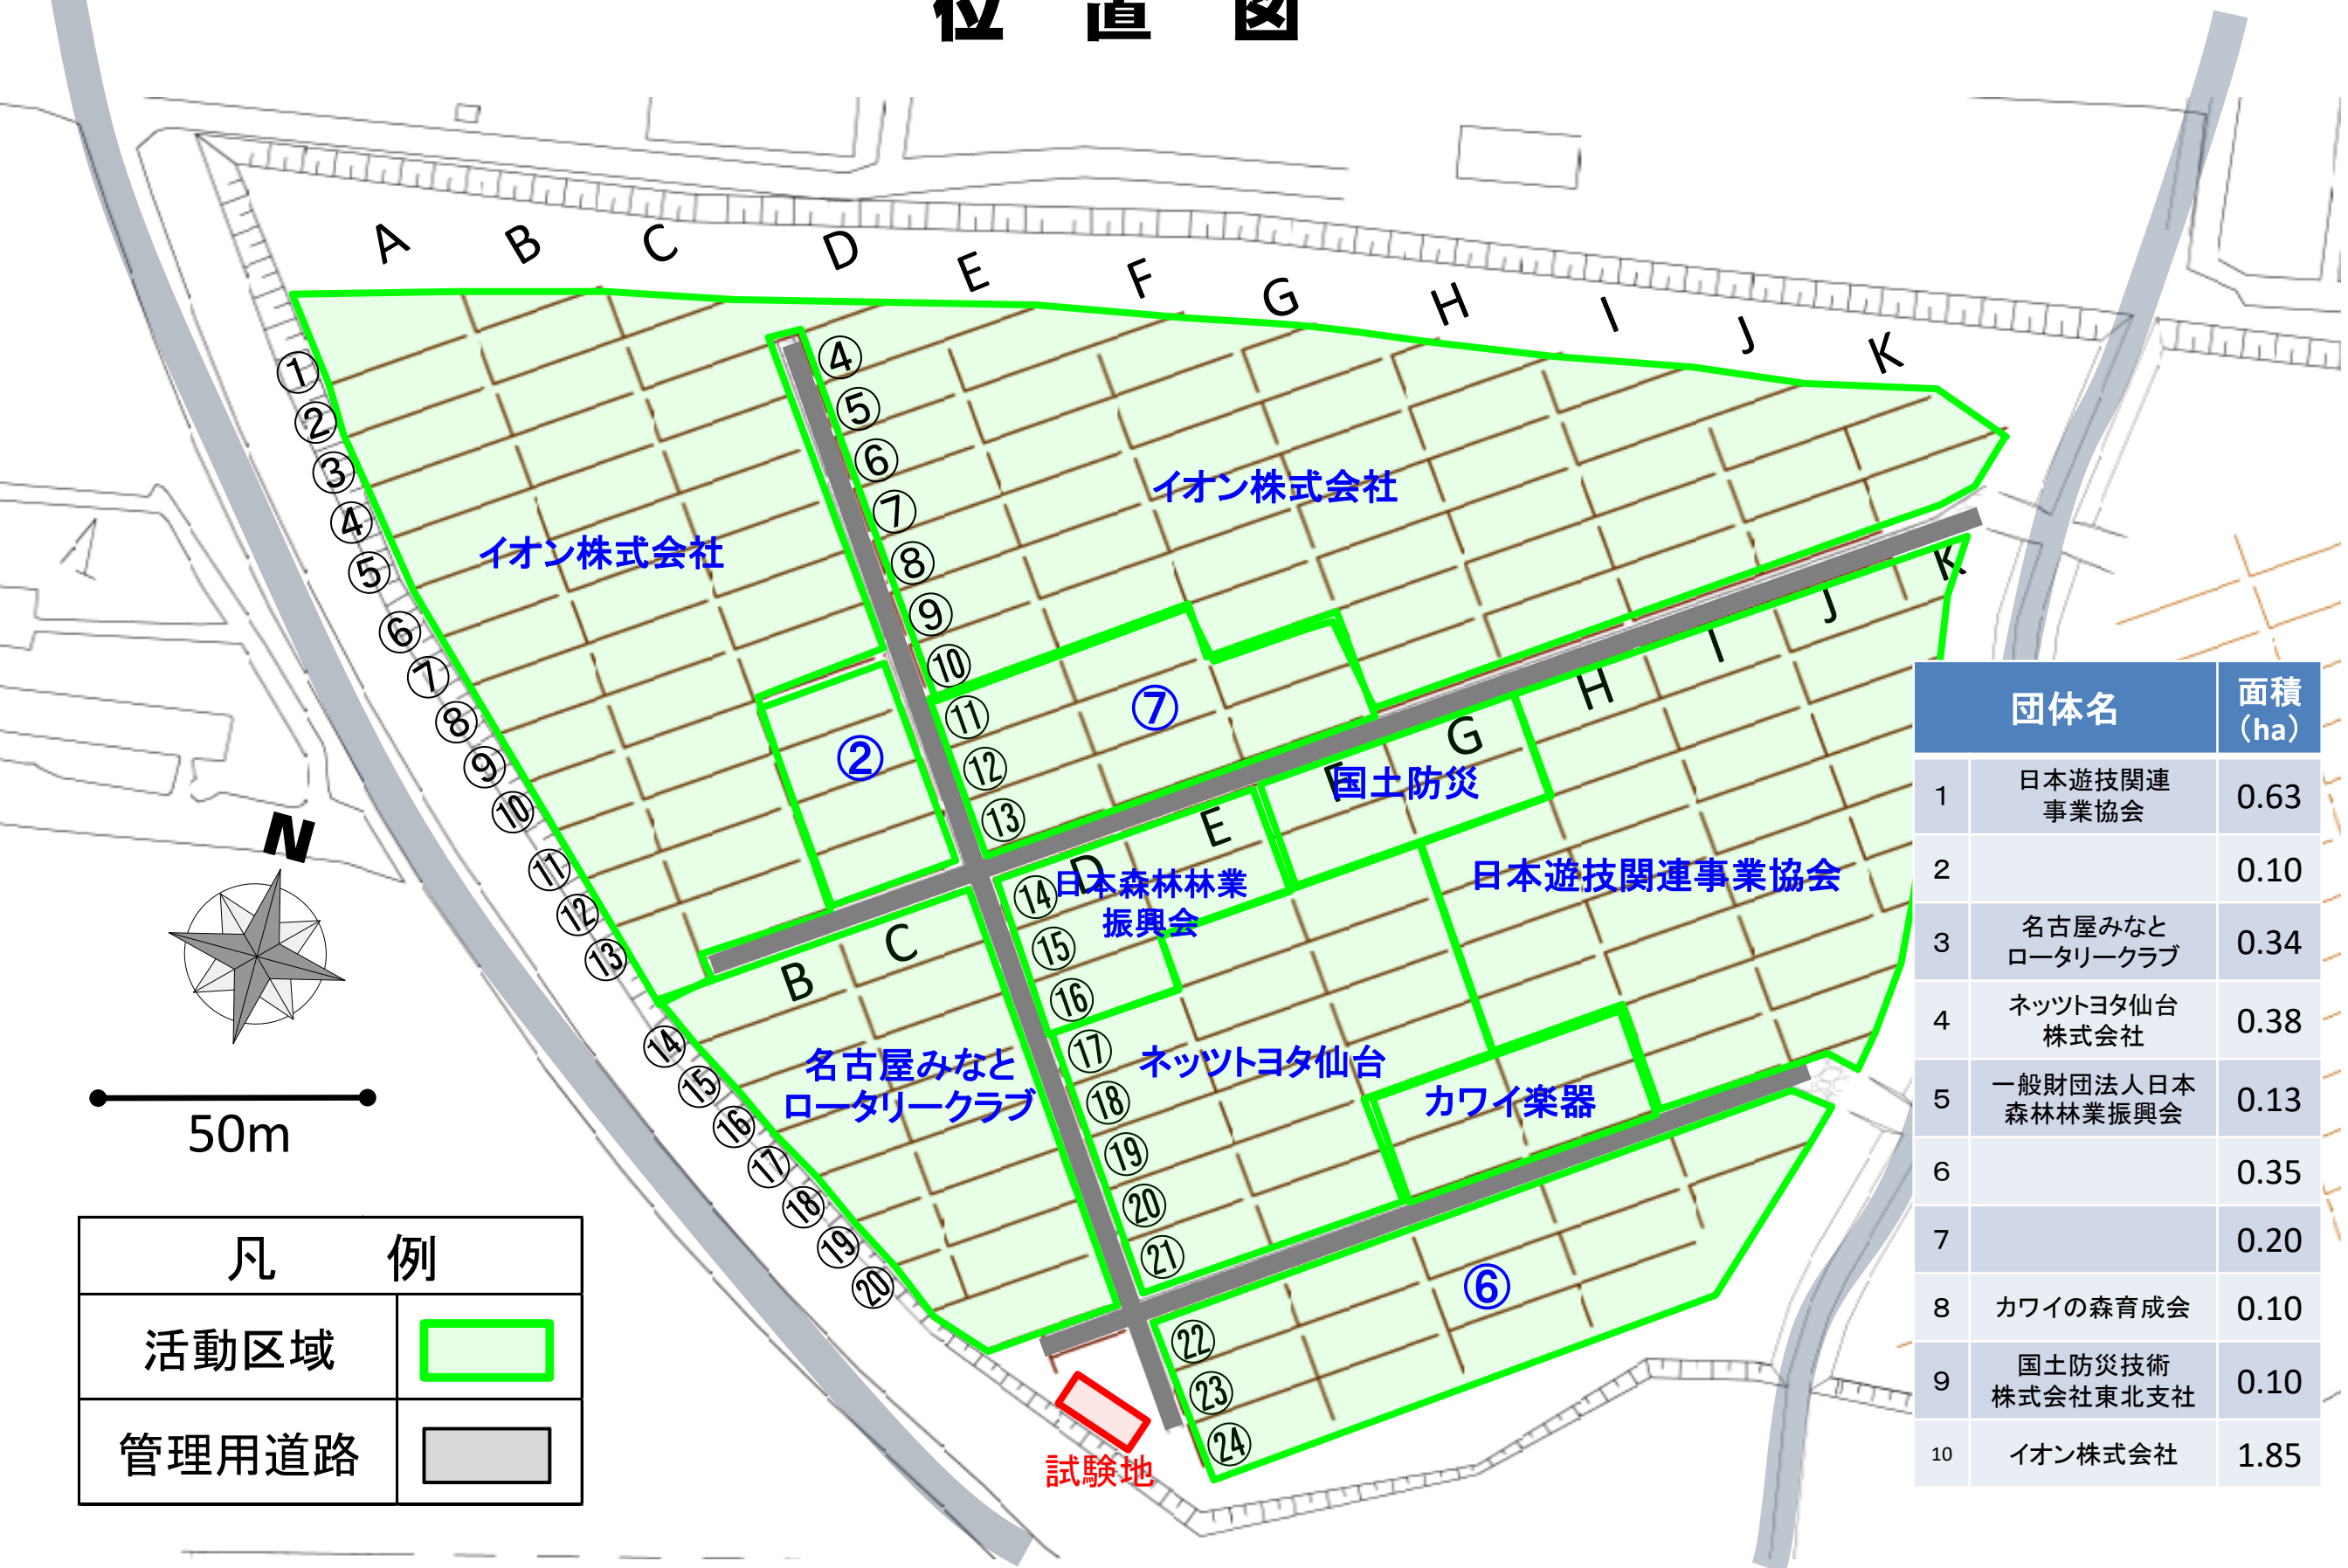 位 置 図
A B C D E F G H I J K
① ② ③ ④ ⑤ ⑥ ⑦ ⑧ ⑨ ⑩ ⑪ ⑫ ⑬
④ ⑤ ⑥ ⑦ ⑧ ⑨ ⑩ ⑪ ⑫ ⑬
イオン株式会社
イオン株式会社
②
⑦
B C D E F G H I J K
国土防災
日本森林林業
振興会
日本遊技関連事業協会
⑭ ⑮ ⑯ ⑰ ⑱ ⑲ ⑳
⑭ ⑮ ⑯ ⑰ ⑱ ⑲ ⑳ ㉑
名古屋みなと
ロータリークラブ
ネッツトヨタ仙台
カワイ楽器
⑥
㉒ ㉓ ㉔
試験地
N
50m
凡 例
活動区域
管理用道路
団体名 面積
（ha）
1 日本遊技関連
事業協会 0.63
2 0.10
3 名古屋みなと
ロータリークラブ 0.34
4 ネッツトヨタ仙台
株式会社 0.38
5 一般財団法人日本
森林林業振興会 0.13
6 0.35
7 0.20
8 カワイの森育成会 0.10
9 国土防災技術
株式会社東北支社 0.10
10 イオン株式会社 1.85